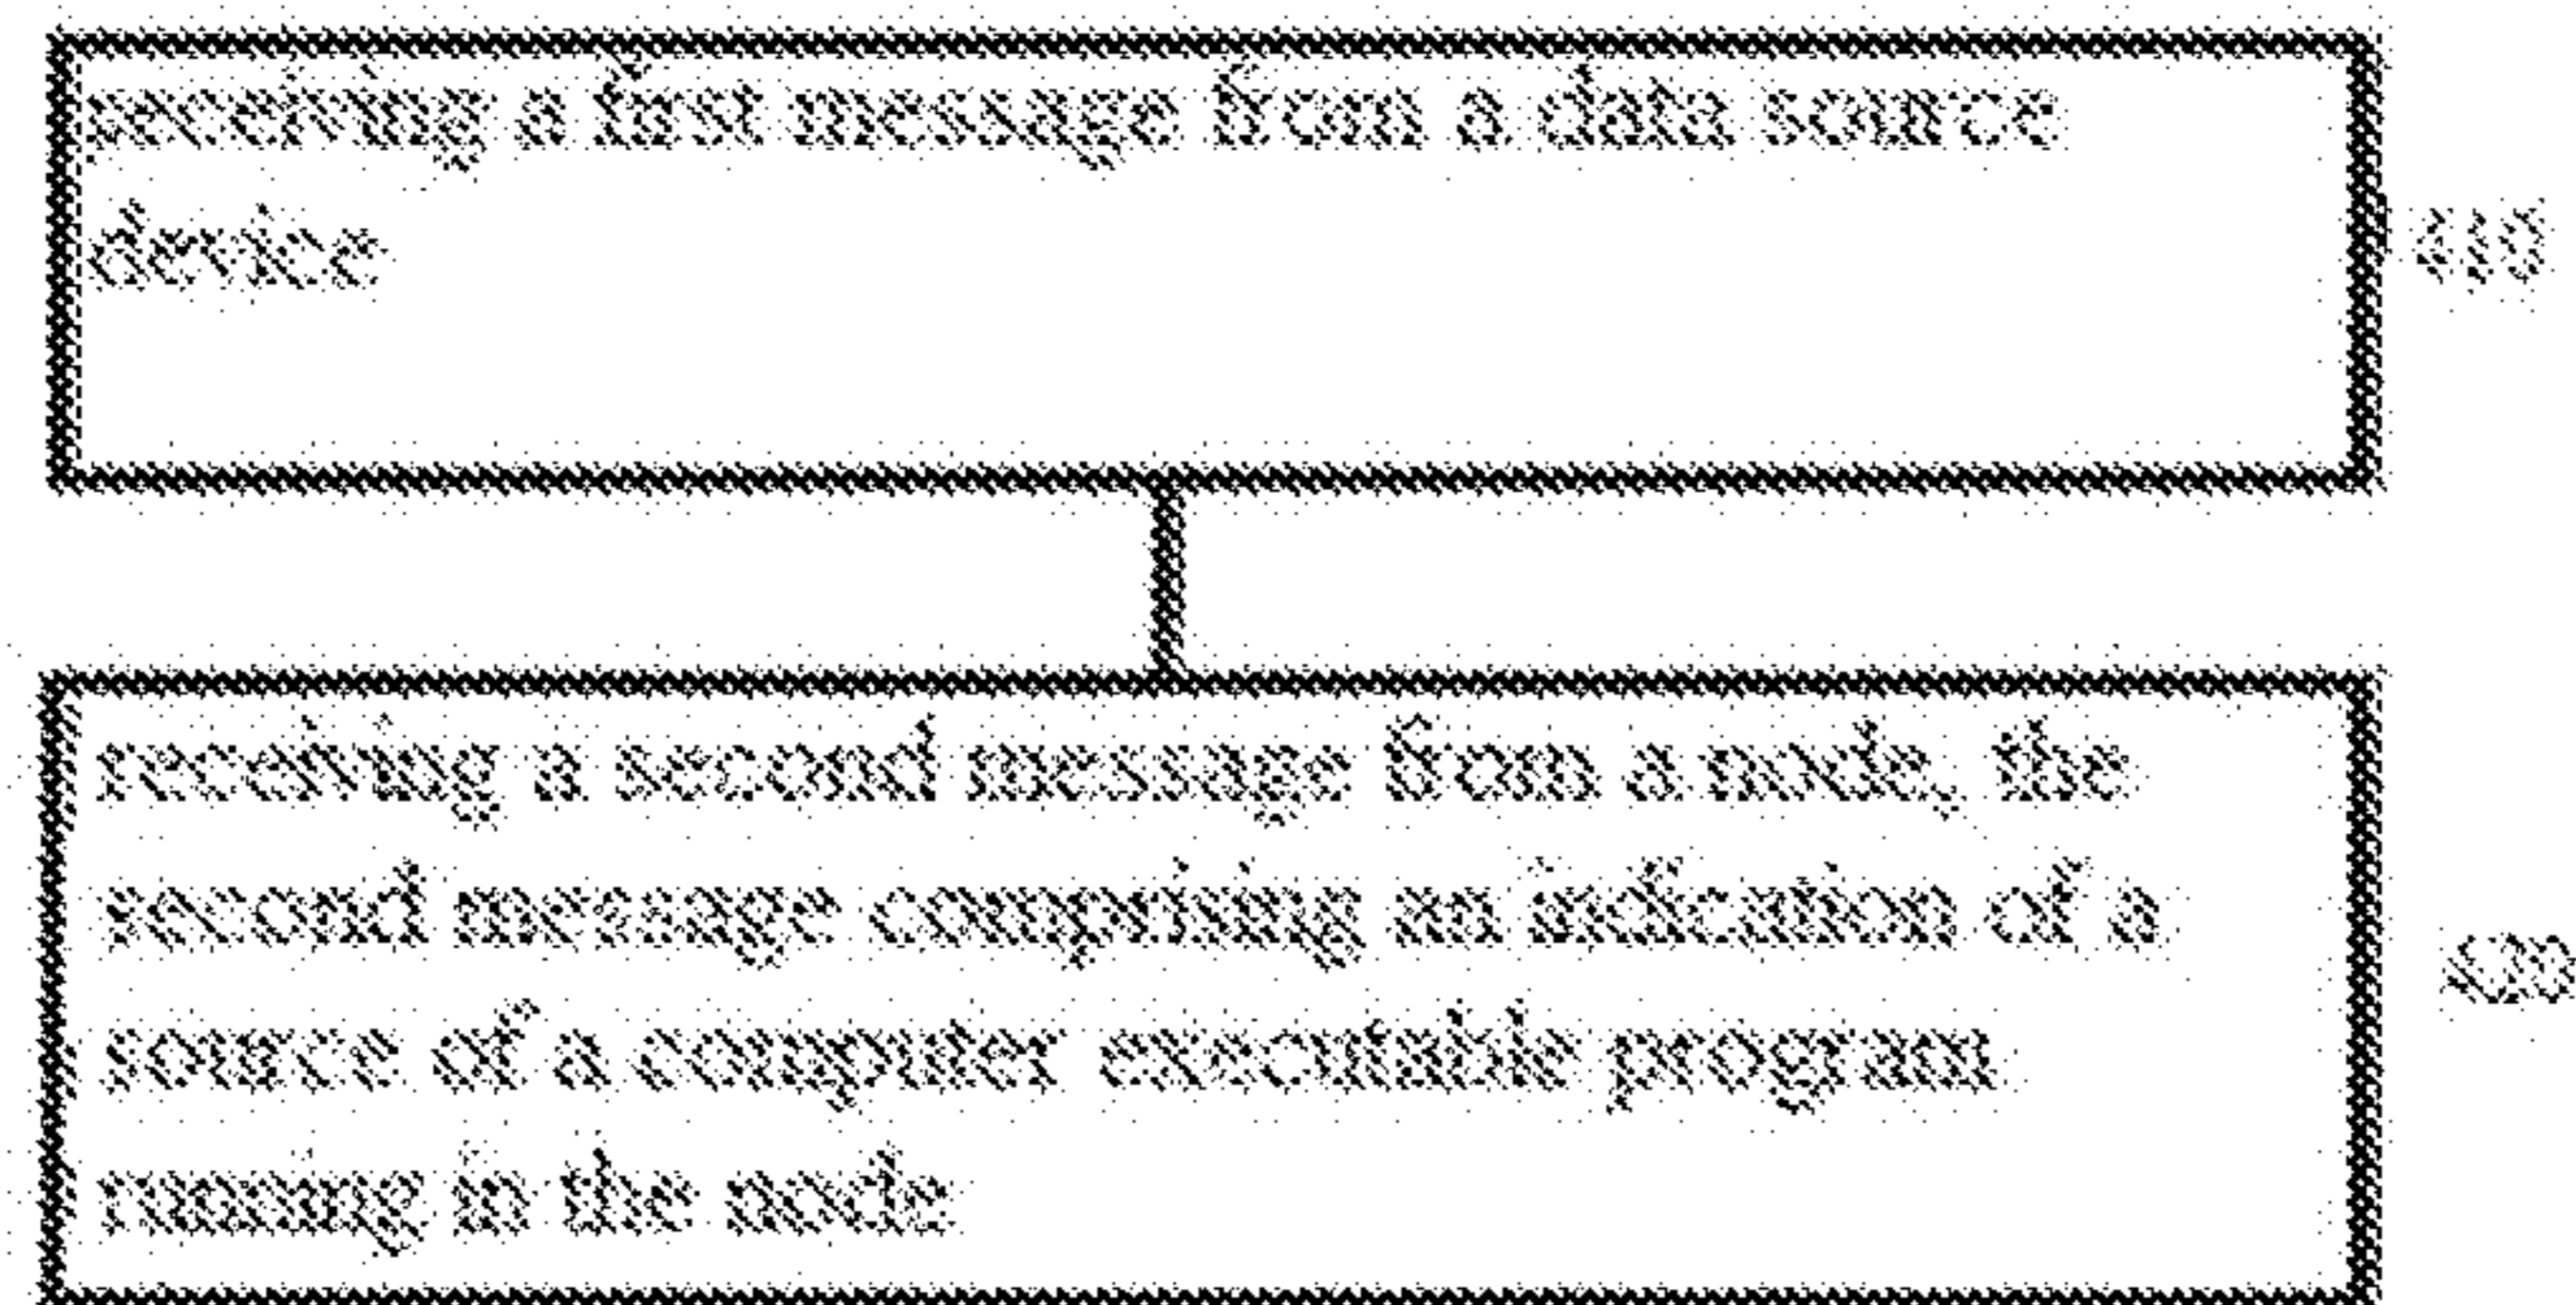 receiving a first message from a data source
device
410
receiving a second message from a node, the
second message comprising an indication of a
source of a computer executable program
running in the node